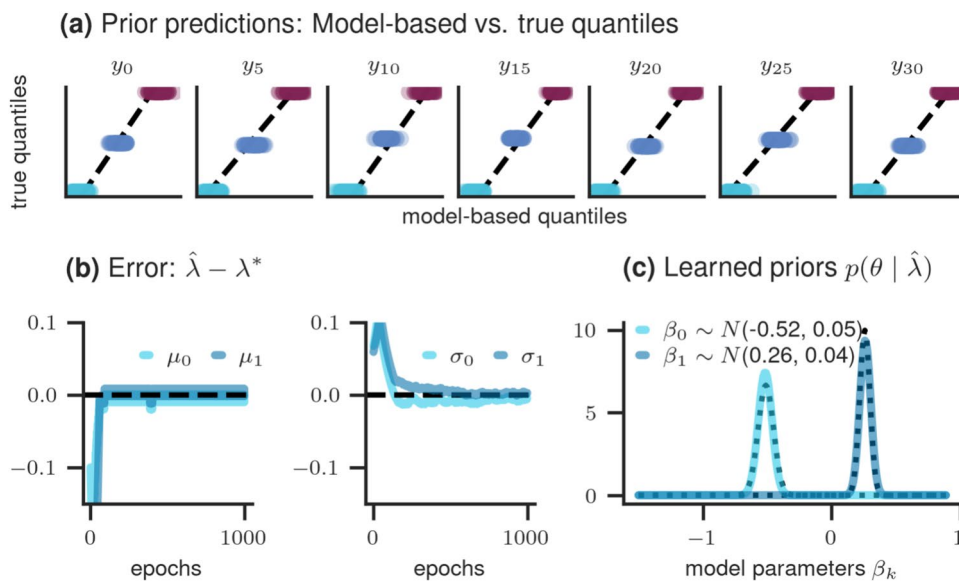 (a) Prior predictions: Model-based vs. true quantiles
y₀ y₅ y₁₀ y₁₅ y₂₀ y₂₅ y₃₀
true quantiles
model-based quantiles
(b) Error: λ̂ − λ*
0.1
0.0
−0.1
μ₀ μ₁
0 1000
epochs
0.1
0.0
−0.1
σ₀ σ₁
0 1000
epochs
(c) Learned priors p(θ | λ̂)
10
5
0
β₀ ∼ N(-0.52, 0.05)
β₁ ∼ N(0.26, 0.04)
−1 0 1
model parameters βₖ